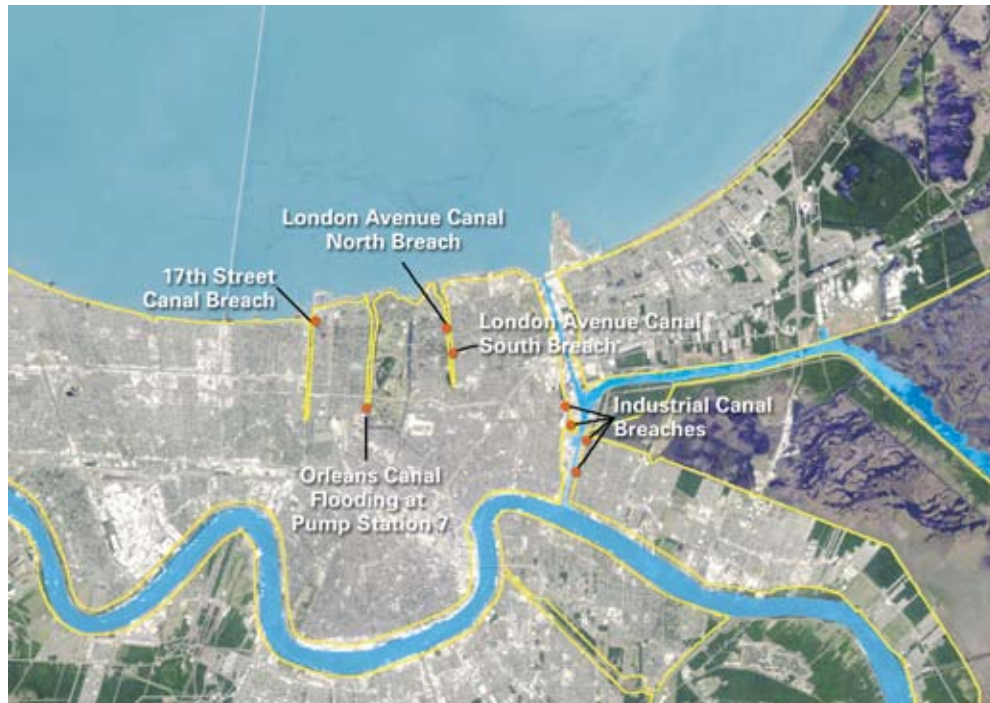 London Avenue Canal
North Breach
17th Street
Canal Breach
London Avenue Canal
South Breach
Industrial Canal
Breaches
Orleans Canal
Flooding at
Pump Station 7